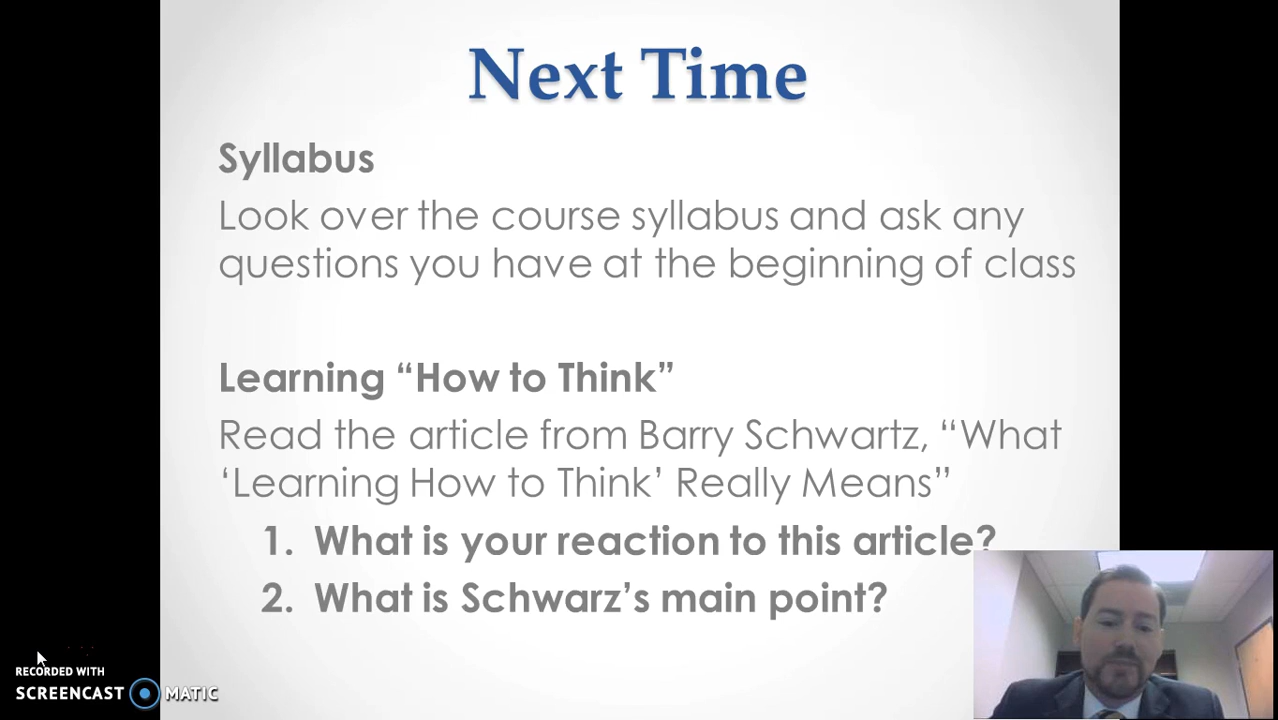 Next Time
Syllabus
Look over the course syllabus and ask any
questions you have at the beginning of class
Learning “How to Think”
Read the article from Barry Schwartz, “What
‘Learning How to Think’ Really Means”
1. What is your reaction to this article?
2. What is Schwarz’s main point?
RECORDED WITH
SCREENCAST MATIC